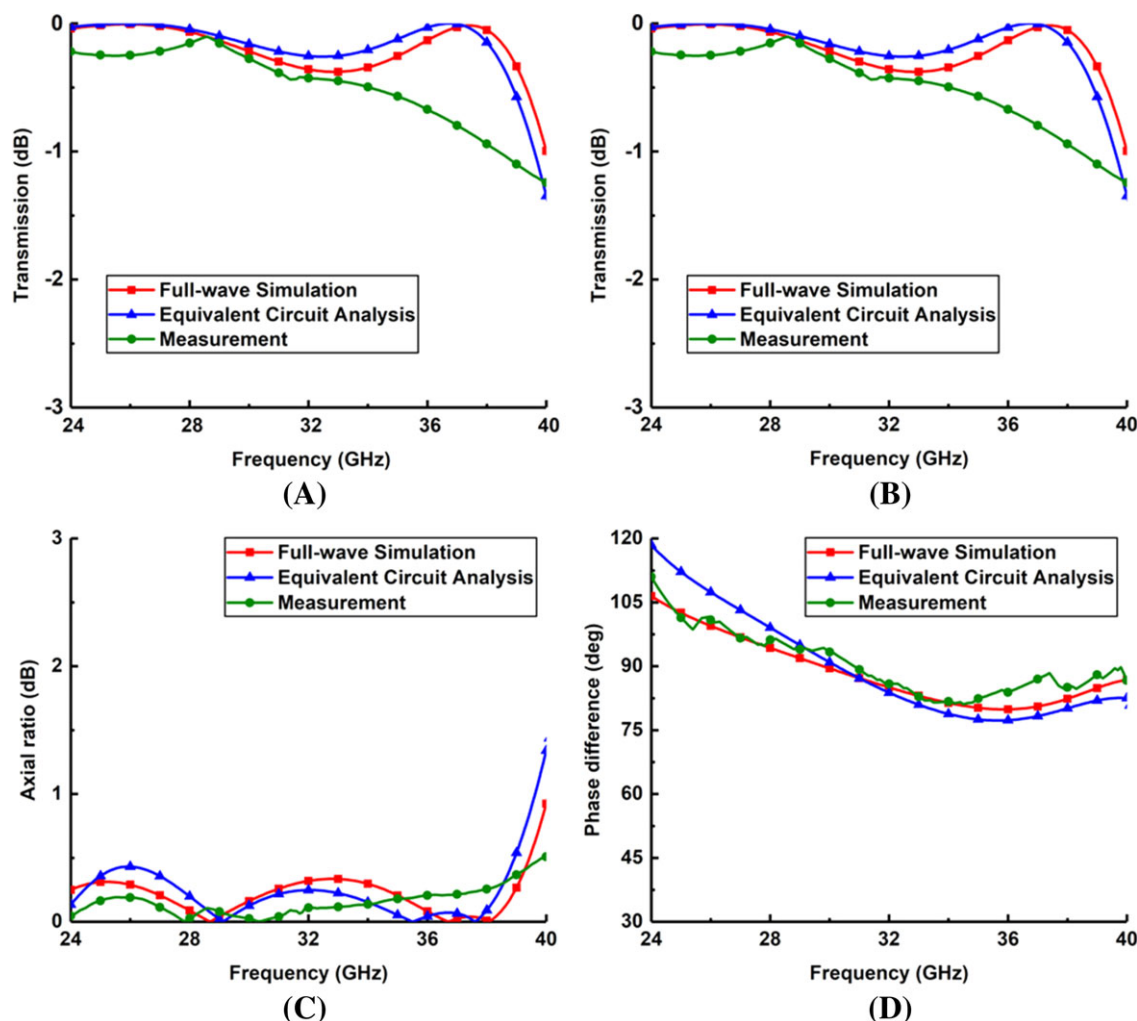 0
-1
-2
-3
Transmission (dB)
Full-wave Simulation
Equivalent Circuit Analysis
Measurement
24 28 32 36 40
Frequency (GHz)
(A)
0
-1
-2
-3
Transmission (dB)
Full-wave Simulation
Equivalent Circuit Analysis
Measurement
24 28 32 36 40
Frequency (GHz)
(B)
3
2
1
0
Axial ratio (dB)
Full-wave Simulation
Equivalent Circuit Analysis
Measurement
24 28 32 36 40
Frequency (GHz)
(C)
120
105
90
75
60
45
30
Phase difference (deg)
Full-wave Simulation
Equivalent Circuit Analysis
Measurement
24 28 32 36 40
Frequency (GHz)
(D)